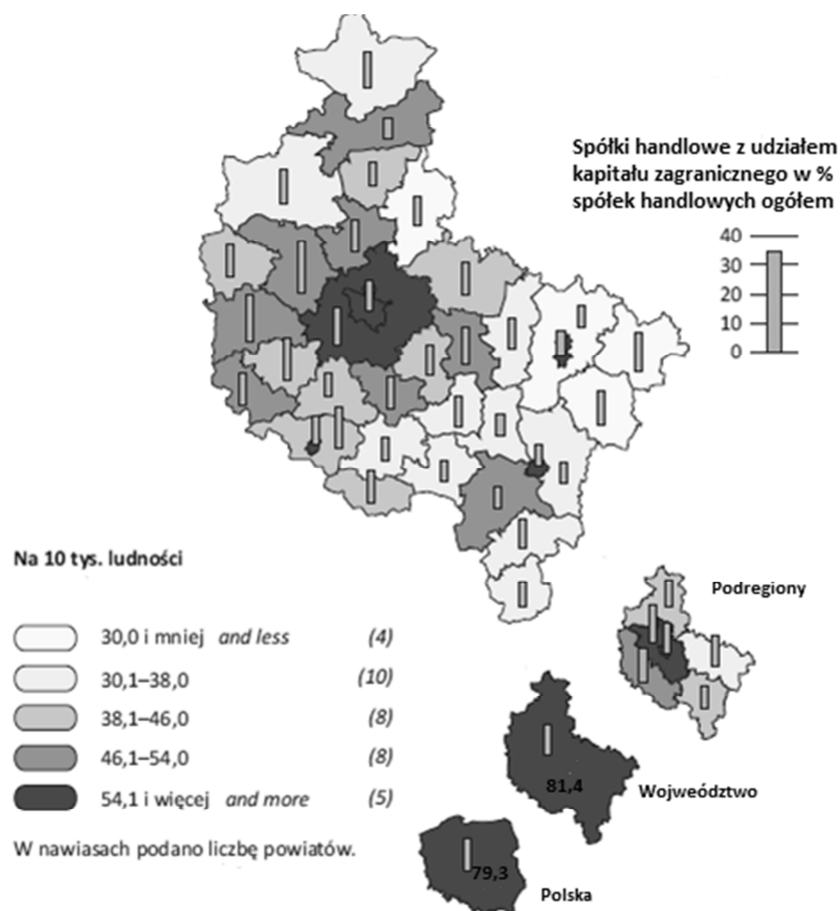 Spółki handlowe z udziałem
kapitału zagranicznego w %
spółek handlowych ogółem
40
30
20
10
0
Na 10 tys. ludności
30,0 i mniej and less (4)
30,1–38,0 (10)
38,1–46,0 (8)
46,1–54,0 (8)
54,1 i więcej and more (5)
W nawiasach podano liczbę powiatów.
Podregiony
81,4
Wojweództwo
79,3
Polska